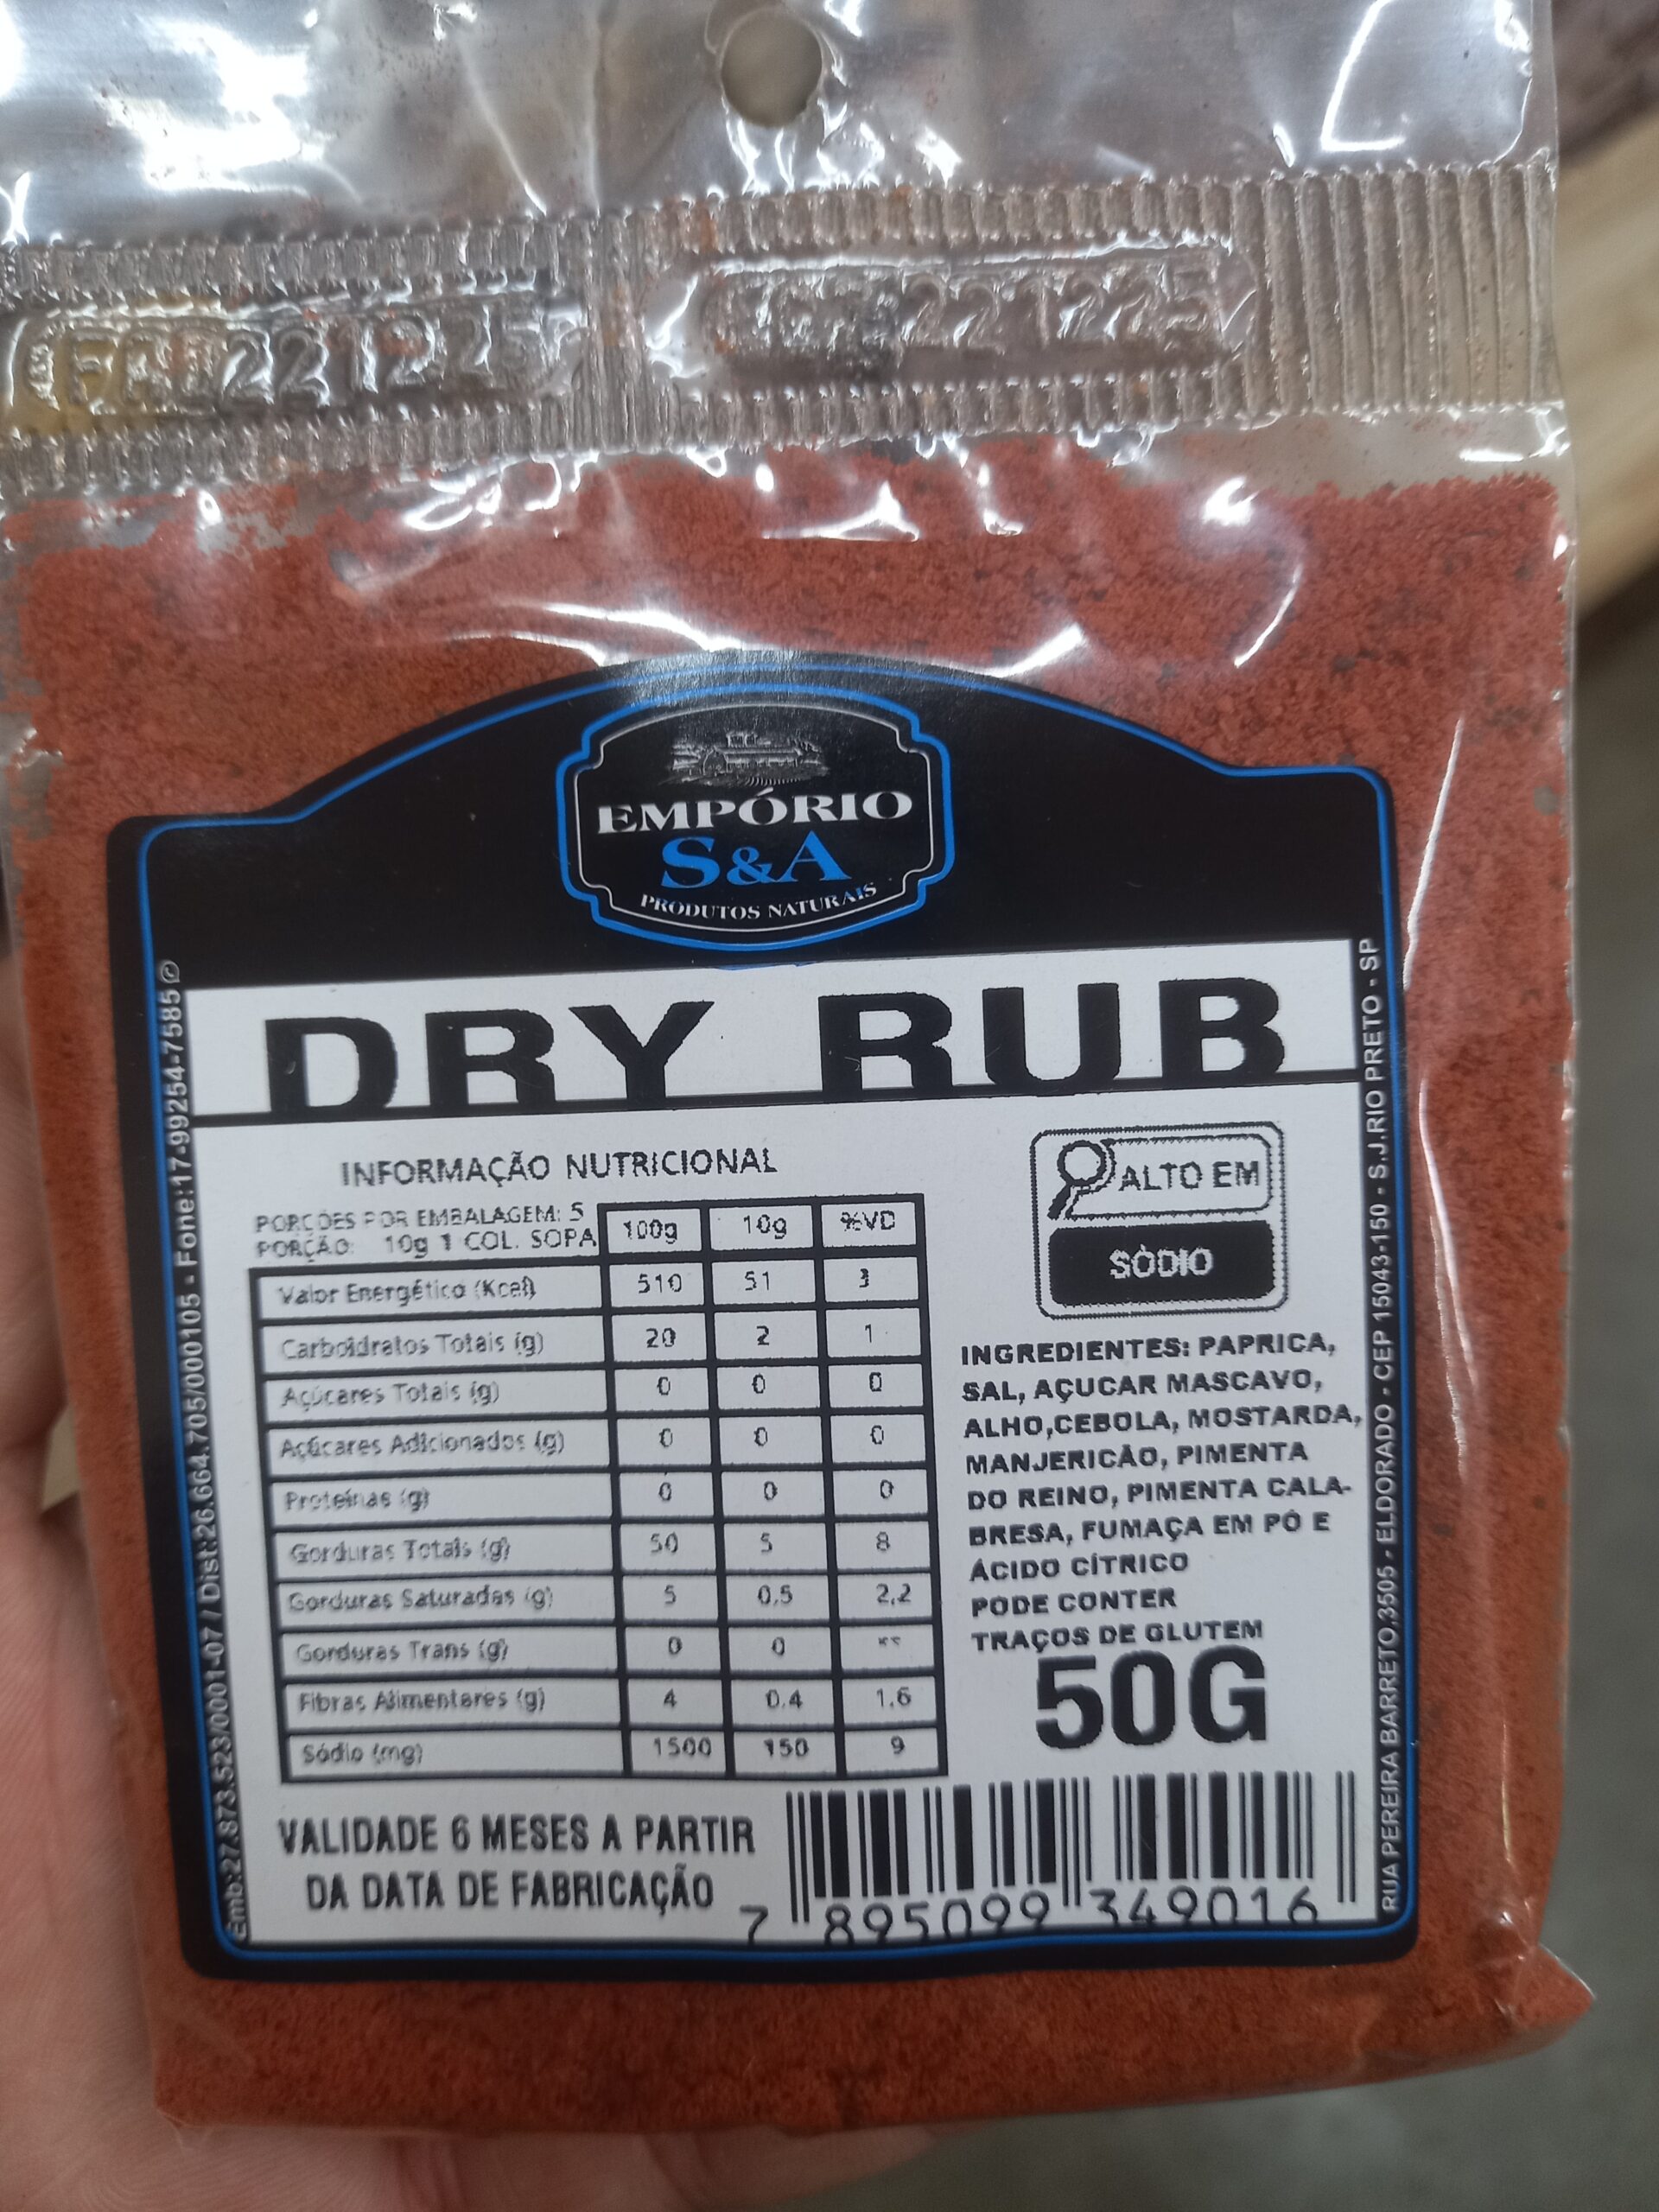 FAB221225
221225
EMPÓRIO
S&A
PRODUTOS NATURAIS
DRY RUB
INFORMAÇÃO NUTRICIONAL
PORÇÕES POR EMBALAGEM: 5
PORÇÃO: 10g 1 COL. SOPA
100g 10g %VD
Valor Energético (Kcal) 510 51 3
Carboidratos Totais (g) 20 2 1
Açúcares Totais (g) 0 0 0
Açúcares Adicionados (g) 0 0 0
Proteínas (g) 0 0 0
Gorduras Totais (g) 50 5 8
Gorduras Saturadas (g) 5 0,5 2,2
Gorduras Trans (g) 0 0 **
Fibras Alimentares (g) 4 0.4 1.6
Sódio (mg) 1500 150 9
ALTO EM
SÓDIO
INGREDIENTES: PAPRICA,
SAL, AÇUCAR MASCAVO,
ALHO,CEBOLA, MOSTARDA,
MANJERICÃO, PIMENTA
DO REINO, PIMENTA CALA-
BRESA, FUMAÇA EM PÓ E
ÁCIDO CÍTRICO
PODE CONTER
TRAÇOS DE GLUTEM
50G
VALIDADE 6 MESES A PARTIR
DA DATA DE FABRICAÇÃO
7 895099 349016
Emb:27.873.523/001-07 / Dist:26.664.705/000105 - Fone:17-99254-7585©
RUA PEREIRA BARRETO,3505 - ELDORADO - CEP 15043-150 - S.J.RIO PRETO - SP